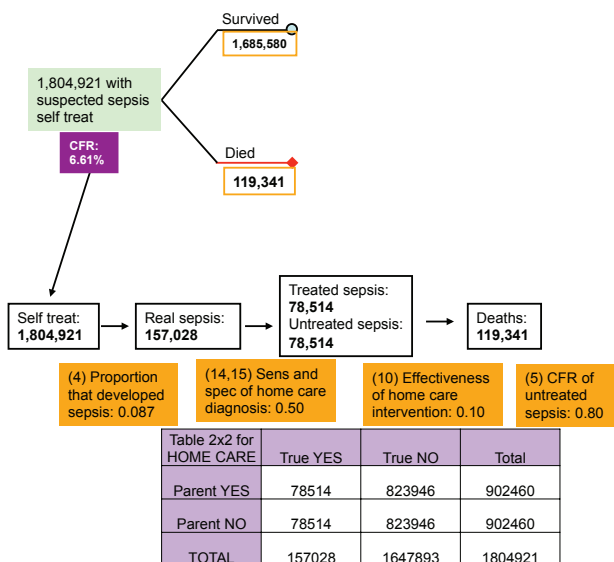 Survived
1,685,580
1,804,921 with
suspected sepsis
self treat
CFR:
6.61%
Died
119,341
Self treat:
1,804,921
Real sepsis:
157,028
Treated sepsis:
78,514
Untreated sepsis:
78,514
Deaths:
119,341
(4) Proportion
that developed
sepsis: 0.087
(14,15) Sens and
spec of home care
diagnosis: 0.50
(10) Effectiveness
of home care
intervention: 0.10
(5) CFR of
untreated
sepsis: 0.80
Table 2x2 for
HOME CARE True YES True NO Total
Parent YES 78514 823946 902460
Parent NO 78514 823946 902460
TOTAL 157028 1647893 1804921